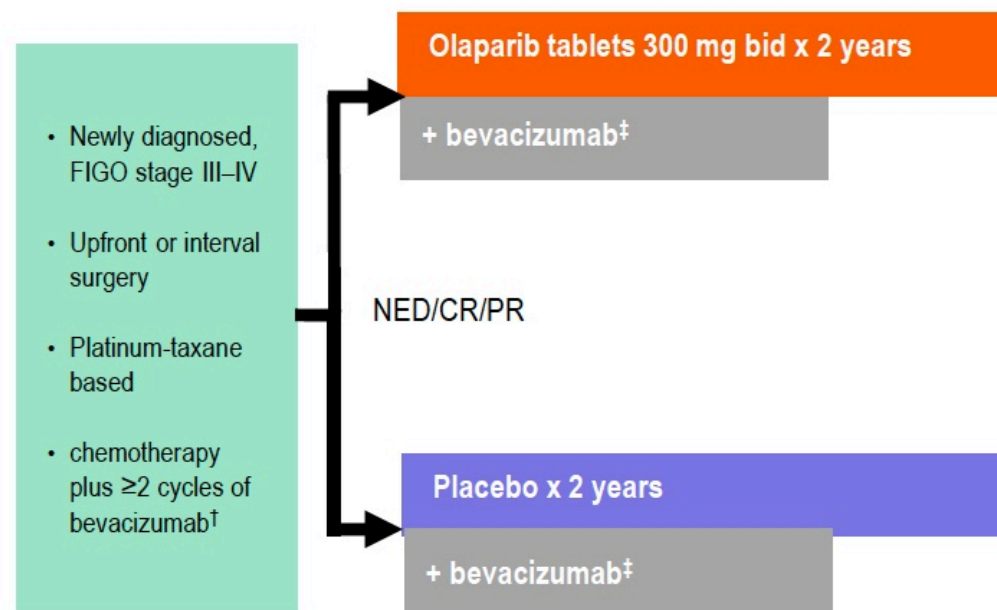 • Newly diagnosed,
FIGO stage III–IV
• Upfront or interval
surgery
• Platinum-taxane
based
• chemotherapy
plus ≥2 cycles of
bevacizumab†
NED/CR/PR
Olaparib tablets 300 mg bid x 2 years
+ bevacizumab‡
Placebo x 2 years
+ bevacizumab‡